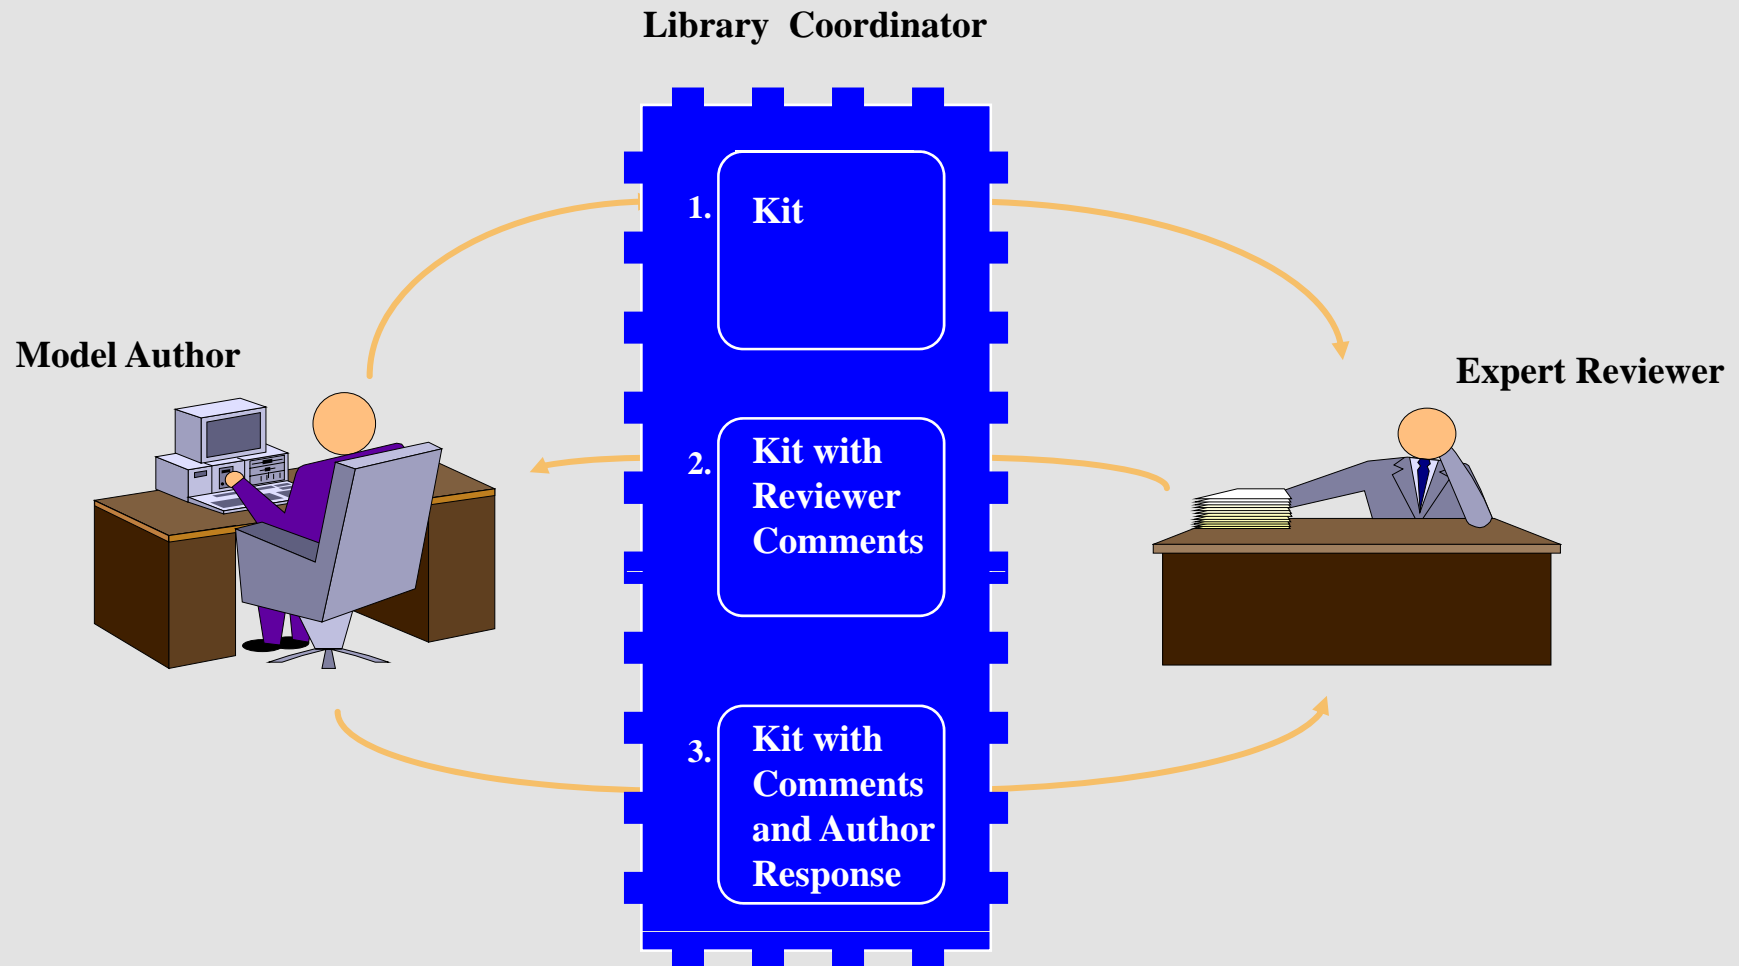 Library Coordinator
Model Author
Expert Reviewer
1. Kit
2. Kit with
Reviewer
Comments
3. Kit with
Comments
and Author
Response